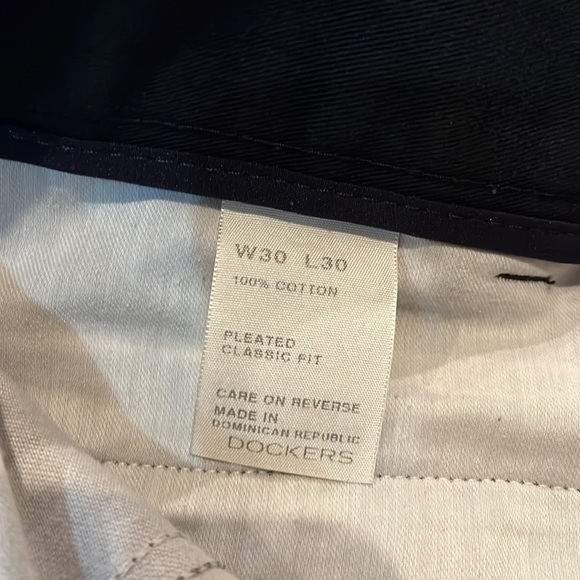 W30 L30
100% COTTON
PLEATED
CLASSIC FIT
CARE ON REVERSE
MADE IN
DOMINICAN REPUBLIC
DOCKERS